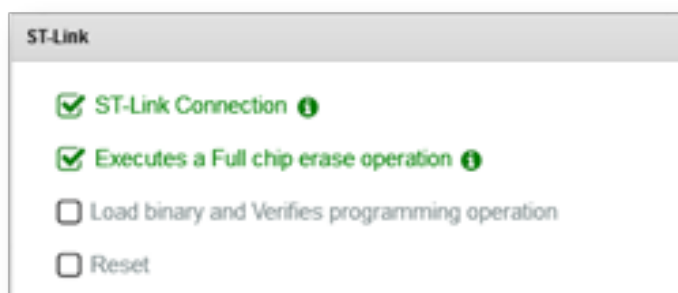 ST-Link
ST-Link Connection
Executes a Full chip erase operation
Load binary and Verifies programming operation
Reset